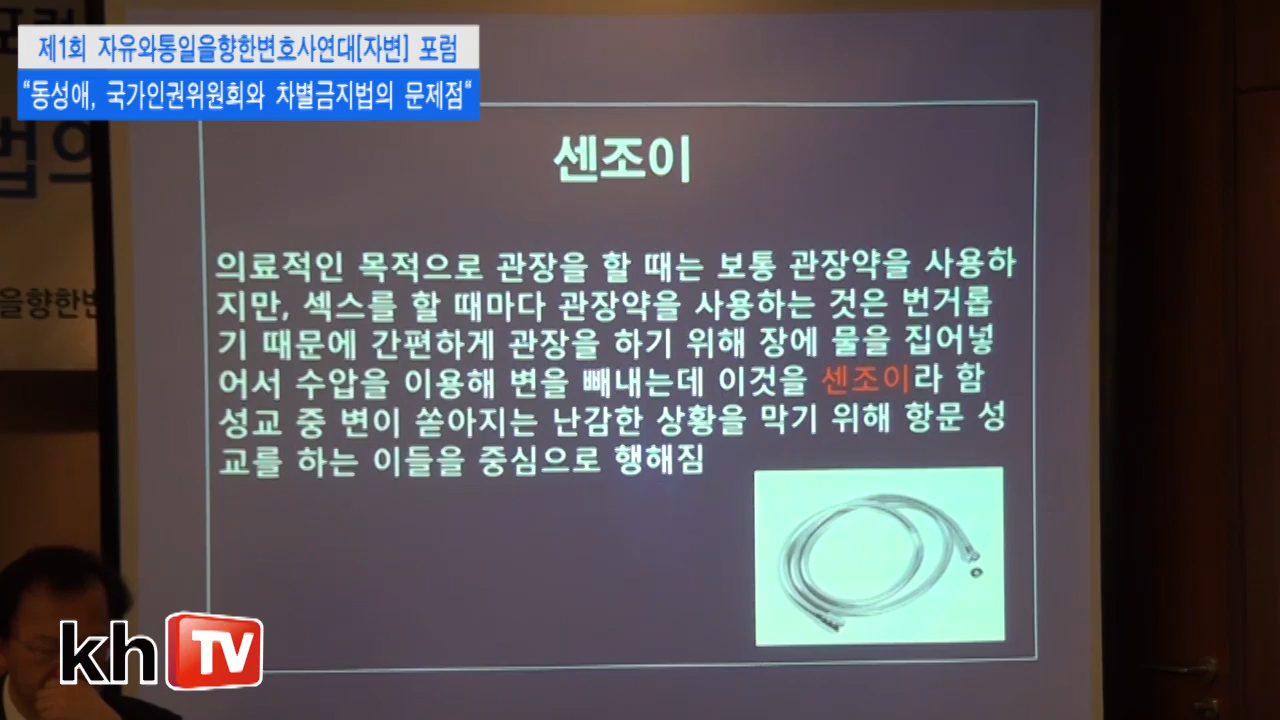 제1회 자유와통일을향한변호사연대[자변] 포럼
"동성애, 국가인권위원회와 차별금지법의 문제점"
포럼
법의
을향한변
센조이
의료적인 목적으로 관장을 할 때는 보통 관장약을 사용하
지만, 섹스를 할 때마다 관장약을 사용하는 것은 번거롭
기 때문에 간편하게 관장을 하기 위해 장에 물을 집어넣
어서 수압을 이용해 변을 빼내는데 이것을 센조이라 함
성교 중 변이 쏟아지는 난감한 상황을 막기 위해 항문 성
교를 하는 이들을 중심으로 행해짐
kh TV